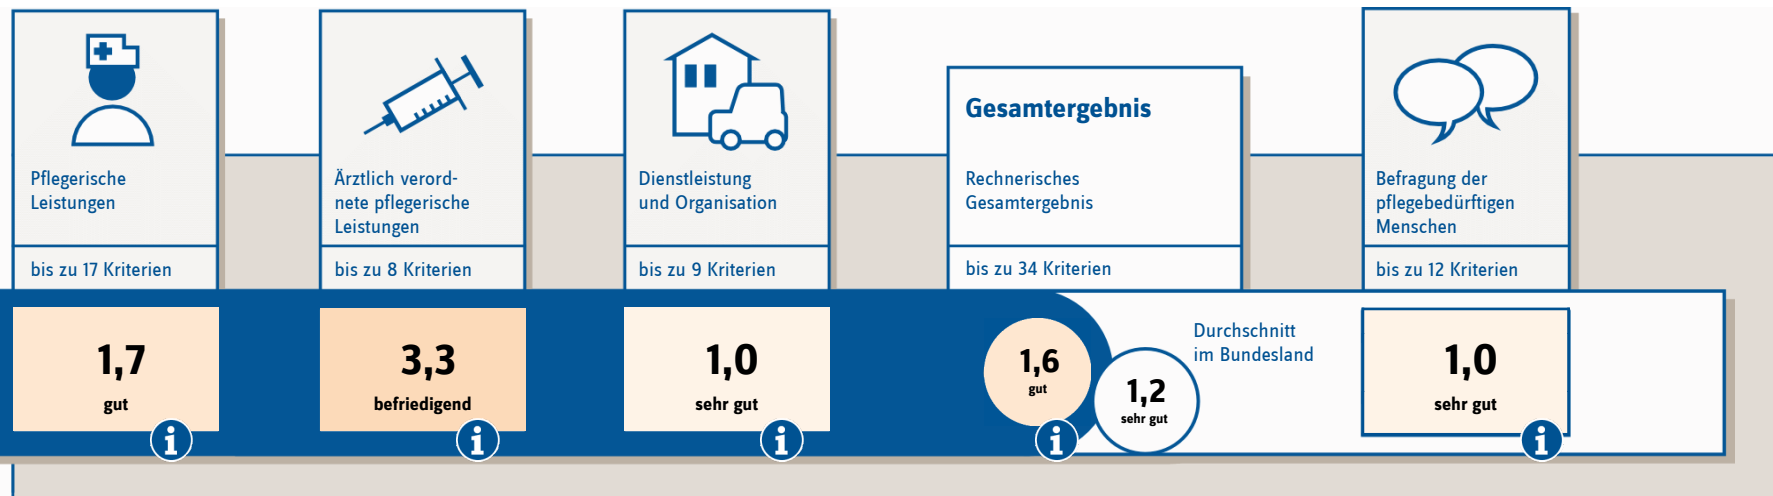 Pflegerische
Leistungen
bis zu 17 Kriterien
1,7
gut
i
Ärztlich verord-
nete pflegerische
Leistungen
bis zu 8 Kriterien
3,3
befriedigend
i
Dienstleistung
und Organisation
bis zu 9 Kriterien
1,0
sehr gut
i
Gesamtergebnis
Rechnerisches
Gesamtergebnis
bis zu 34 Kriterien
1,6
gut
i
1,2
sehr gut
Durchschnitt
im Bundesland
Befragung der
pflegebedürftigen
Menschen
bis zu 12 Kriterien
1,0
sehr gut
i